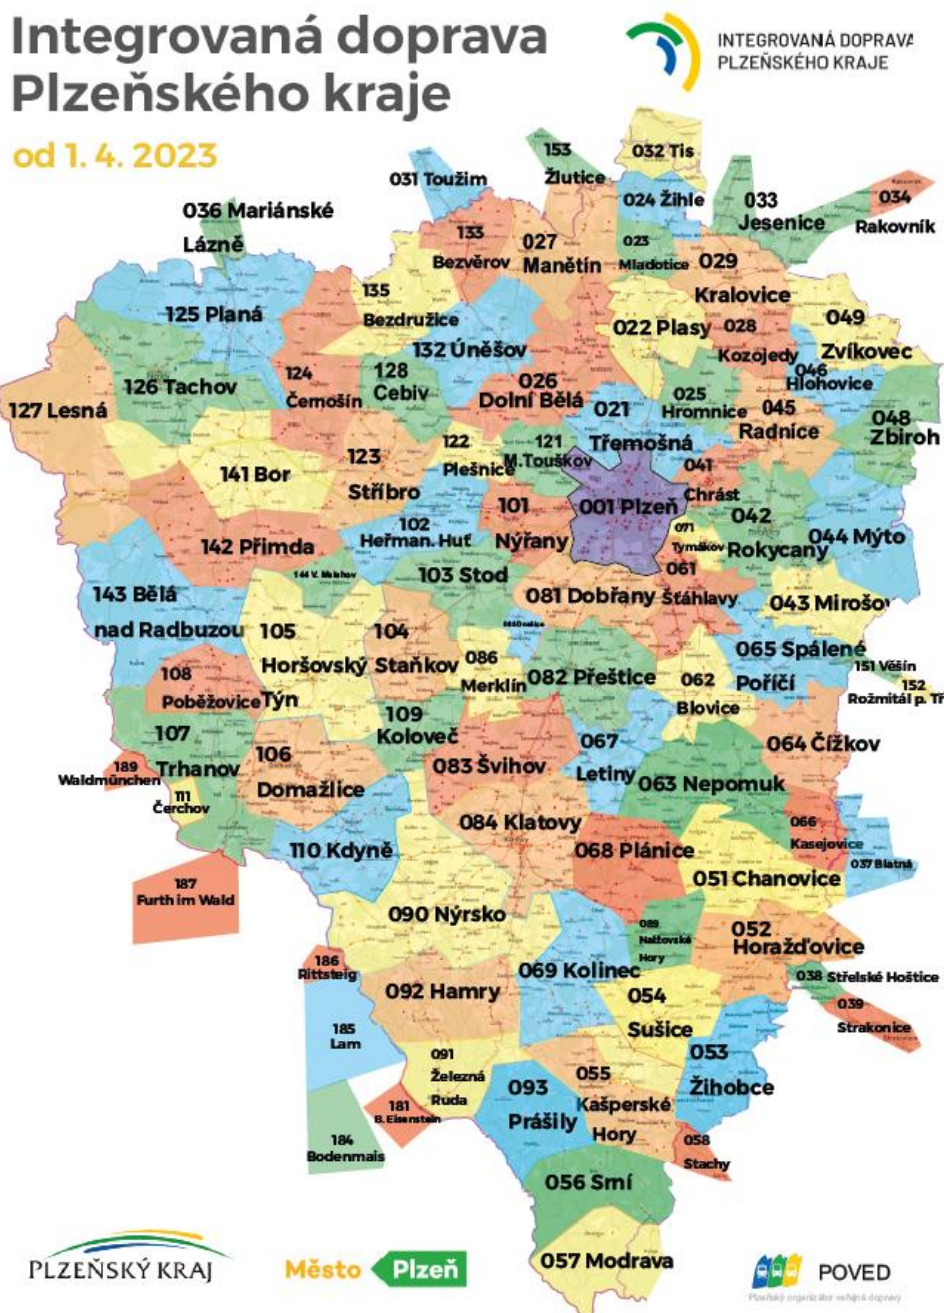 Integrovaná doprava
Plzeňského kraje
od 1. 4. 2023
INTEGROVANÁ DOPRAVA
PLZEŇSKÉHO KRAJE
032 Tis
153
Žlutice
031 Toužim
024 Žihle
033
Jesenice
034
Rakovník
036 Mariánské
Lázně
133
Bezvěrov
027
Manětín
023
Mladotice
029
Kralovice
135
Bezdružice
125 Planá
022 Plasy
028
Kozojedy
049
Zvíkovec
132 Úněšov
046
Hlohovice
126 Tachov
124
Černošín
128
Cebiv
026
Dolní Bělá
025
Hromnice
045
Radnice
048
Zbiroh
127 Lesná
021
Třemošná
122
Plešnice
121
M.Touškov
141 Bor
123
Stříbro
041
Chrást
101
Nýřany
001 Plzeň
042
Rokycany
044 Mýto
102
Heřman. Huť
071
Tymákov
142 Přimda
103 Stod
061
Šťáhlavy
081 Dobřany
043 Mirošo
143 Bělá
nad Radbuzou
105
Horšovský
Týn
104
Staňkov
086
Merklín
082 Přeštice
062
Blovice
065 Spálené
Poříčí
151 Věšín
152
Rožmitál p. Tř
108
Poběžovice
109
Koloveč
107
Trhanov
106
Domažlice
083 Švihov
067
Letiny
064 Čížkov
063 Nepomuk
189
Waldmünchen
111
Čerchov
084 Klatovy
066
Kasejovice
110 Kdyně
068 Plánice
037 Blatná
051 Chanovice
187
Furth im Wald
090 Nýrsko
089
Nalžovské
Hory
052
Horažďovice
186
Rittsteig
069 Kolinec
038 Střelské Hoštice
092 Hamry
054
Sušice
039
Strakonice
185
Lam
091
Železná
Ruda
093
Prášily
055
Kašperské
Hory
053
Žihobce
181
B. Eisenstein
184
Bodenmais
058
Stachy
056 Srní
057 Modrava
PLZEŇSKÝ KRAJ
Město Plzeň
POVED
Plzeňský organizátor veřejné dopravy